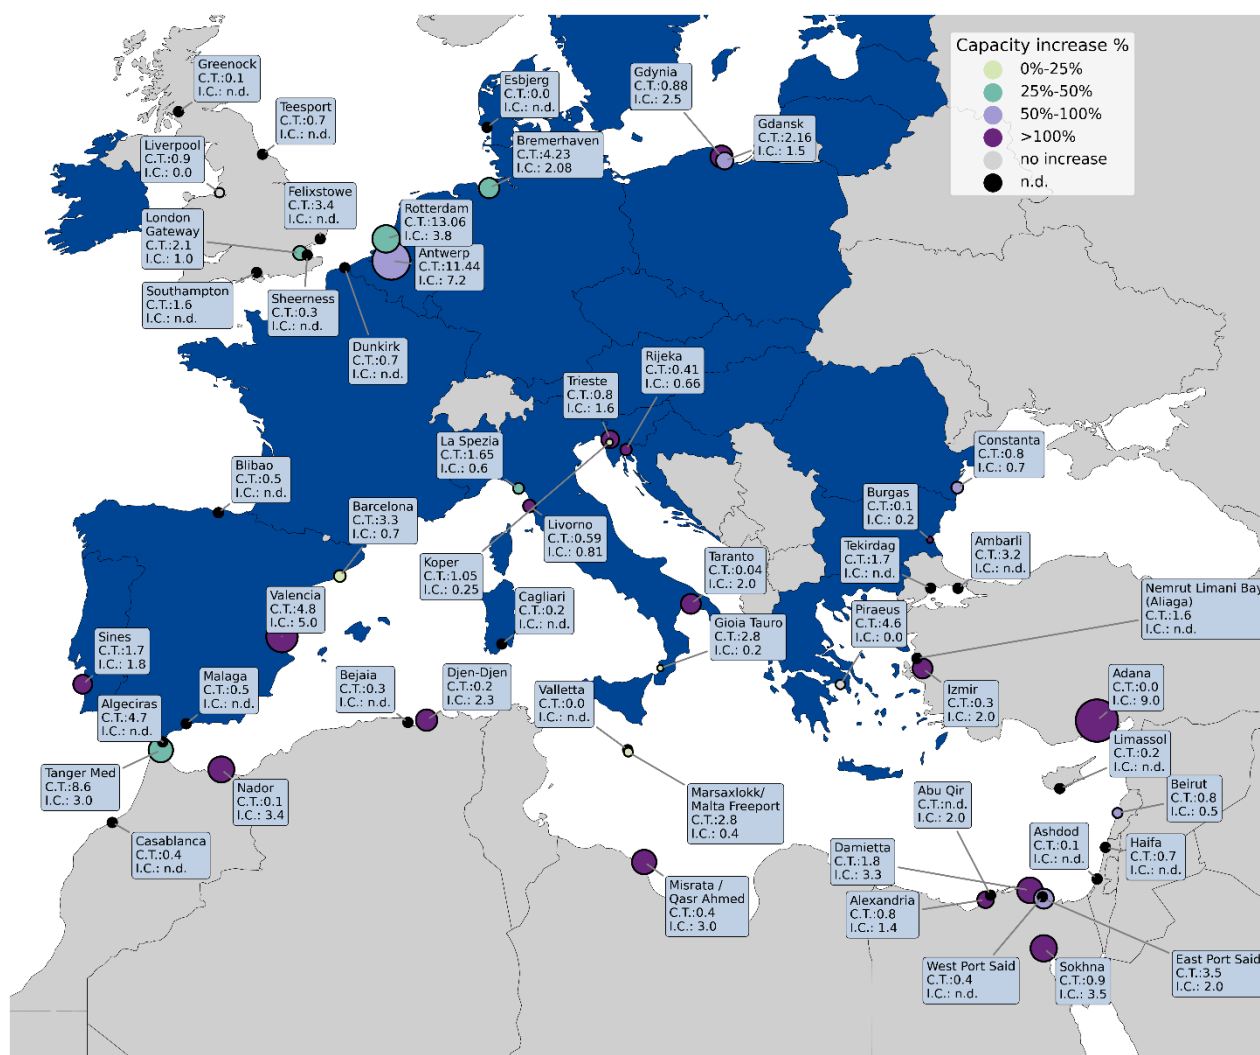 Capacity increase %
0%-25%
25%-50%
50%-100%
>100%
no increase
n.d.
Greenock
C.T.:0.1
I.C.: n.d.
Teesport
C.T.:0.7
I.C.: n.d.
Liverpool
C.T.:0.9
I.C.: 0.0
Felixstowe
C.T.:3.4
I.C.: n.d.
London
Gateway
C.T.:2.1
I.C.: 1.0
Southampton
C.T.:1.6
I.C.: n.d.
Sheerness
C.T.:0.3
I.C.: n.d.
Dunkirk
C.T.:0.7
I.C.: n.d.
Esbjerg
C.T.:0.0
I.C.: n.d.
Bremerhaven
C.T.:4.23
I.C.: 2.08
Rotterdam
C.T.:13.06
I.C.: 3.8
Antwerp
C.T.:11.44
I.C.: 7.2
Gdynia
C.T.:0.88
I.C.: 2.5
Gdansk
C.T.:2.16
I.C.: 1.5
Rijeka
C.T.:0.41
I.C.: 0.66
Trieste
C.T.:0.8
I.C.: 1.6
La Spezia
C.T.:1.65
I.C.: 0.6
Livorno
C.T.:0.59
I.C.: 0.81
Koper
C.T.:1.05
I.C.: 0.25
Blibao
C.T.:0.5
I.C.: n.d.
Barcelona
C.T.:3.3
I.C.: 0.7
Valencia
C.T.:4.8
I.C.: 5.0
Sines
C.T.:1.7
I.C.: 1.8
Malaga
C.T.:0.5
I.C.: n.d.
Algeciras
C.T.:4.7
I.C.: n.d.
Tanger Med
C.T.:8.6
I.C.: 3.0
Nador
C.T.:0.1
I.C.: 3.4
Casablanca
C.T.:0.4
I.C.: n.d.
Bejaia
C.T.:0.3
I.C.: n.d.
Djen-Djen
C.T.:0.2
I.C.: 2.3
Cagliari
C.T.:0.2
I.C.: n.d.
Taranto
C.T.:0.04
I.C.: 2.0
Gioia Tauro
C.T.:2.8
I.C.: 0.2
Valletta
C.T.:0.0
I.C.: n.d.
Marsaxlokk/
Malta Freeport
C.T.:2.8
I.C.: 0.4
Misrata /
Qasr Ahmed
C.T.:0.4
I.C.: 3.0
Constanta
C.T.:0.8
I.C.: 0.7
Burgas
C.T.:0.1
I.C.: 0.2
Tekirdag
C.T.:1.7
I.C.: n.d.
Ambarli
C.T.:3.2
I.C.: n.d.
Piraeus
C.T.:4.6
I.C.: 0.0
Nemrut Limani Bay
(Aliaga)
C.T.:1.6
I.C.: n.d.
Izmir
C.T.:0.3
I.C.: 2.0
Adana
C.T.:0.0
I.C.: 9.0
Limassol
C.T.:0.2
I.C.: n.d.
Beirut
C.T.:0.8
I.C.: 0.5
Haifa
C.T.:0.7
I.C.: n.d.
Ashdod
C.T.:0.1
I.C.: n.d.
Abu Qir
C.T.:n.d.
I.C.: 2.0
Damietta
C.T.:1.8
I.C.: 3.3
Alexandria
C.T.:0.8
I.C.: 1.4
West Port Said
C.T.:0.4
I.C.: n.d.
Sokhna
C.T.:0.9
I.C.: 3.5
East Port Said
C.T.:3.5
I.C.: 2.0